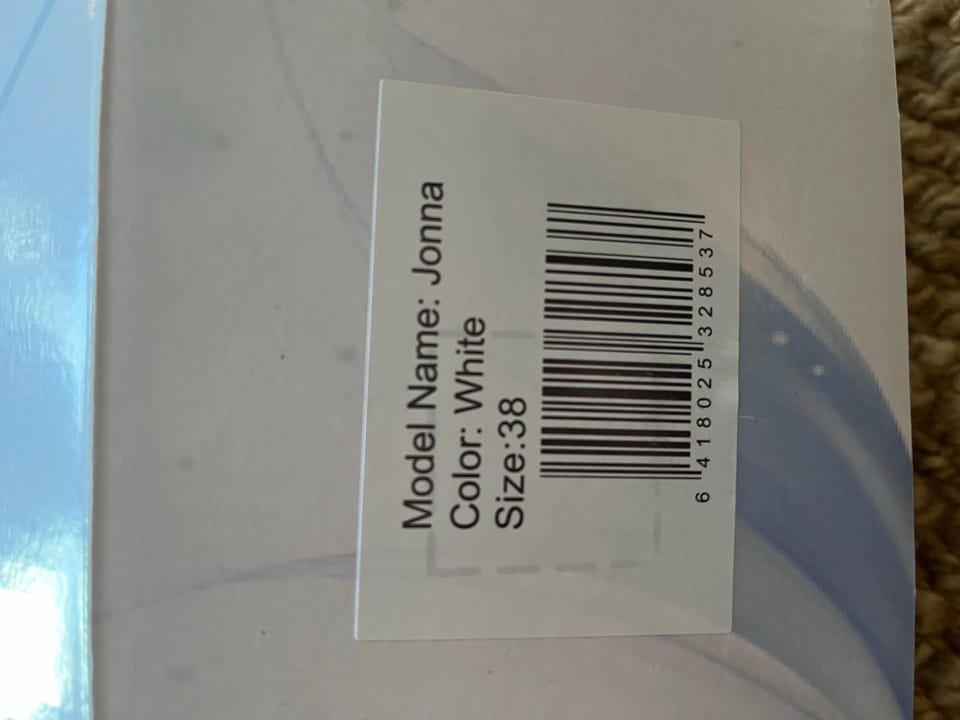 Model Name: Jonna
Color: White
Size:38
6 418025 328537